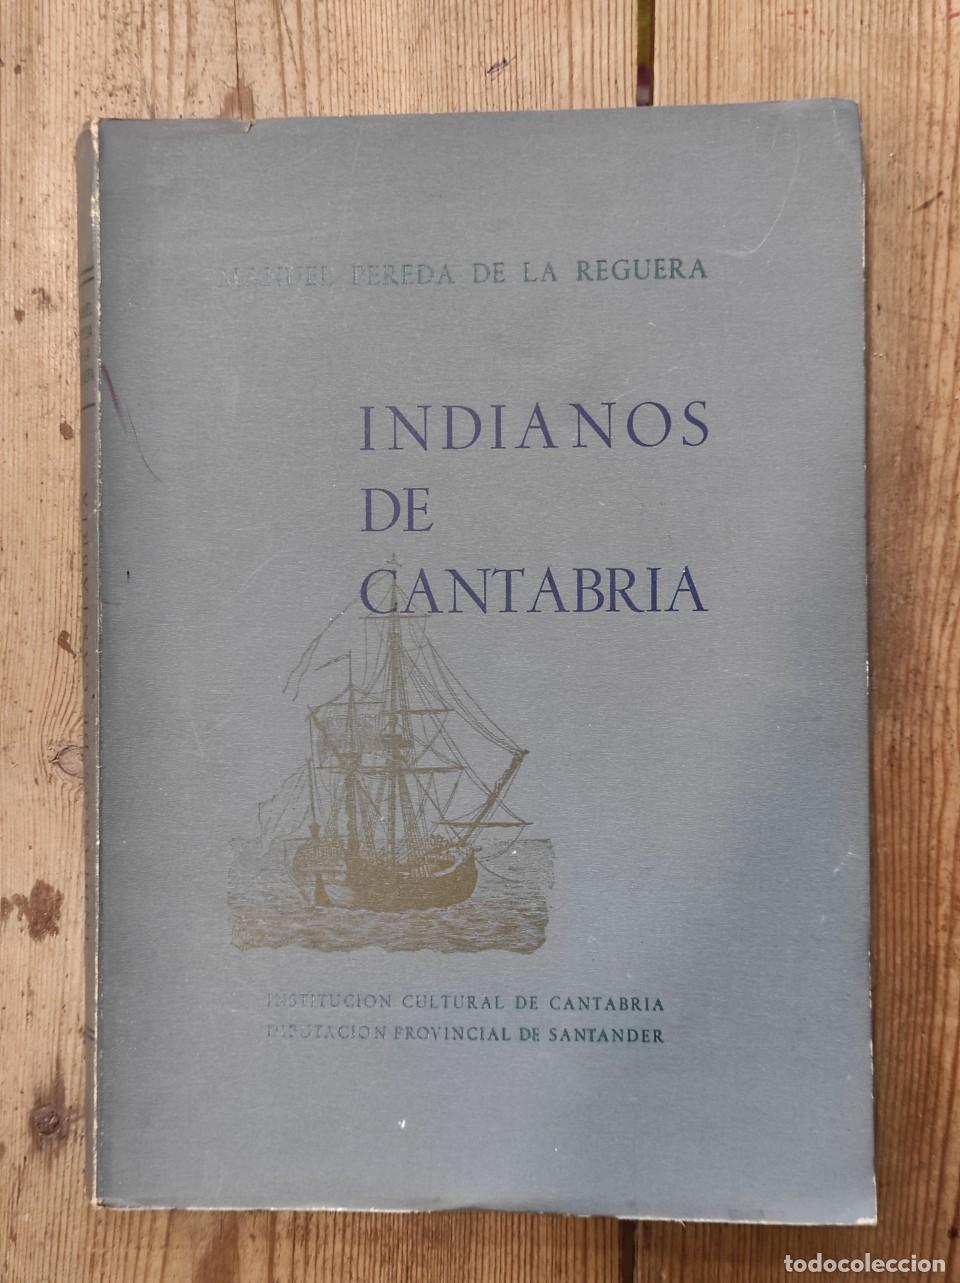 MANUEL PEREDA DE LA REGUERA
INDIANOS
DE
CANTABRIA
INSTITUCION CULTURAL DE CANTABRIA
DIPUTACION PROVINCIAL DE SANTANDER
todocoleccion